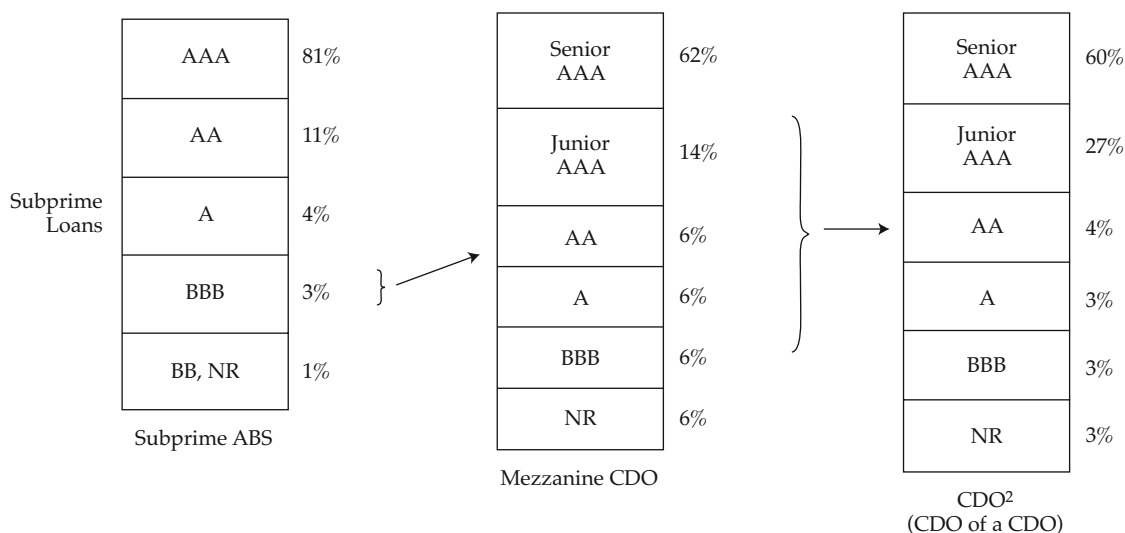 Subprime
Loans
AAA 81%
AA 11%
A 4%
BBB 3%
BB, NR 1%
Subprime ABS
Senior
AAA
62%
Junior
AAA
14%
AA 6%
A 6%
BBB 6%
NR 6%
Mezzanine CDO
Senior
AAA
60%
Junior
AAA
27%
AA 4%
A 3%
BBB 3%
NR 3%
CDO²
(CDO of a CDO)